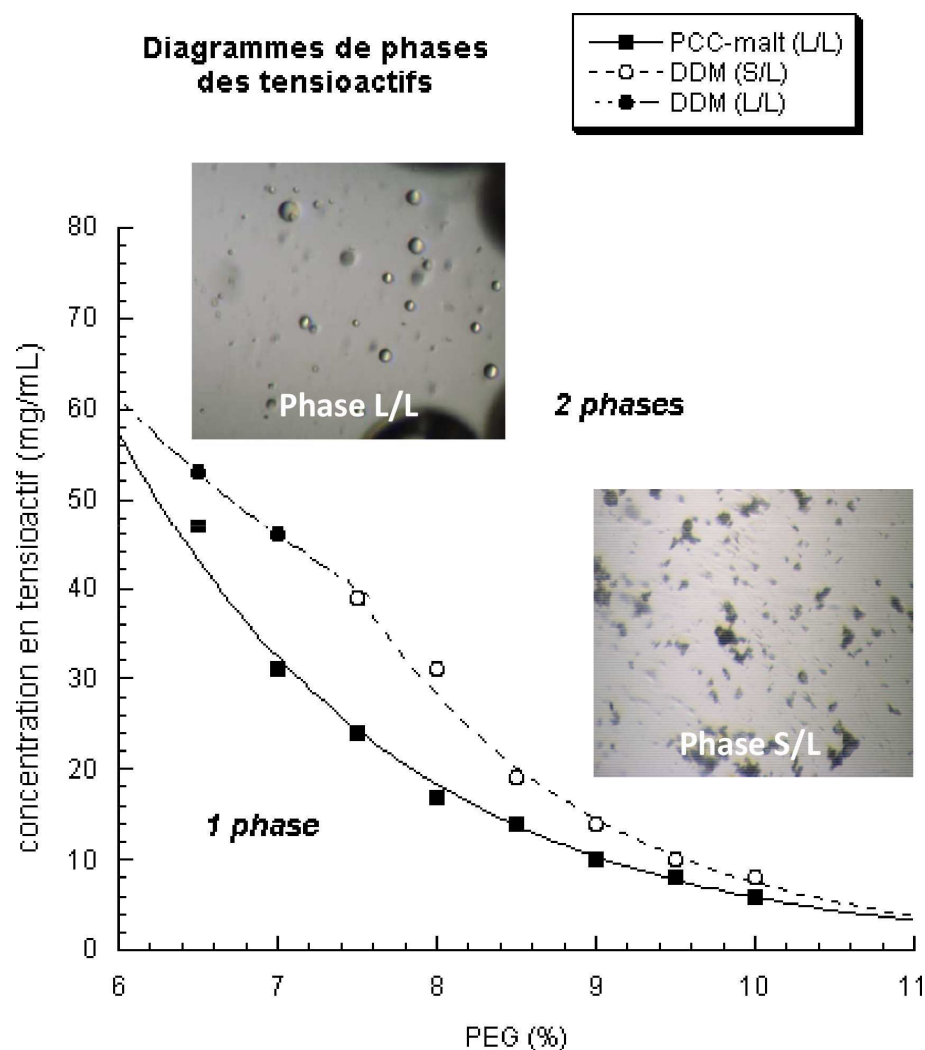 Diagrammes de phases
des tensioactifs
PCC-malt (L/L)
DDM (S/L)
DDM (L/L)
concentration en tensioactif (mg/mL)
80
70
60
50
40
30
20
10
0
Phase L/L
2 phases
Phase S/L
1 phase
6 7 8 9 10 11
PEG (%)